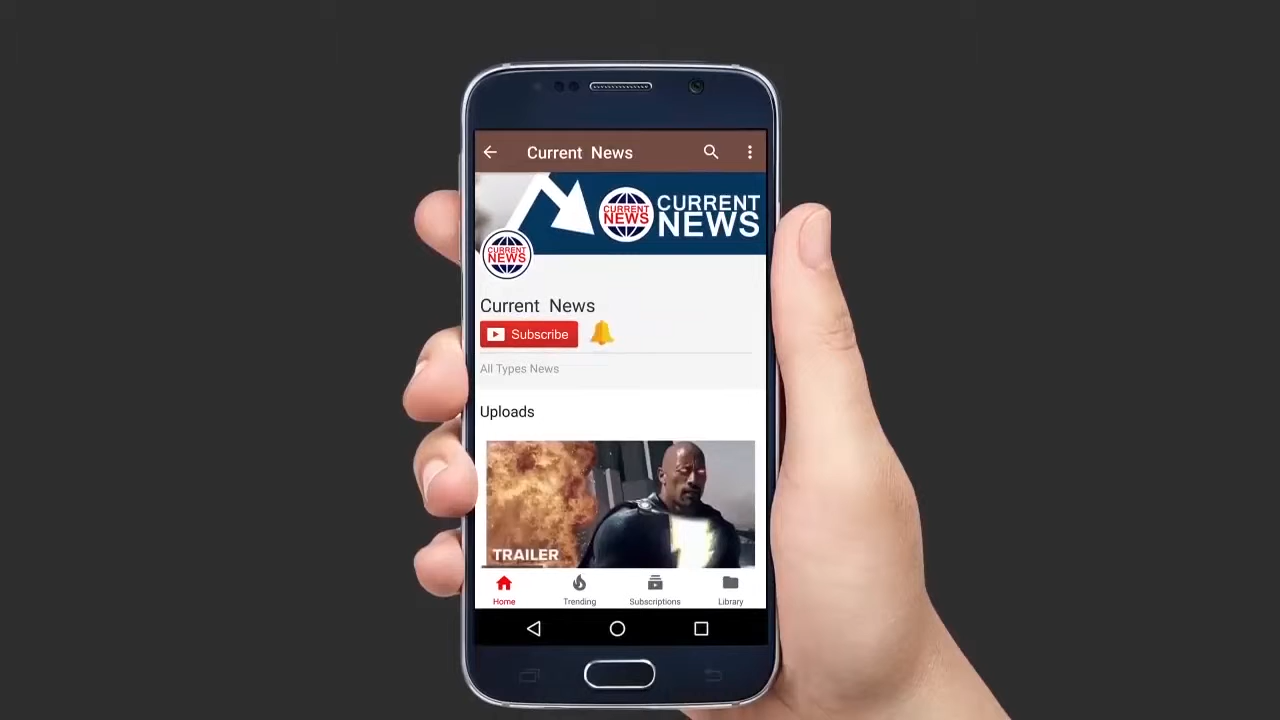 Current News
CURRENT
NEWS
CURRENT
NEWS
CURRENT
NEWS
Current News
Subscribe
All Types News
Uploads
TRAILER
Home
Trending
Subscriptions
Library